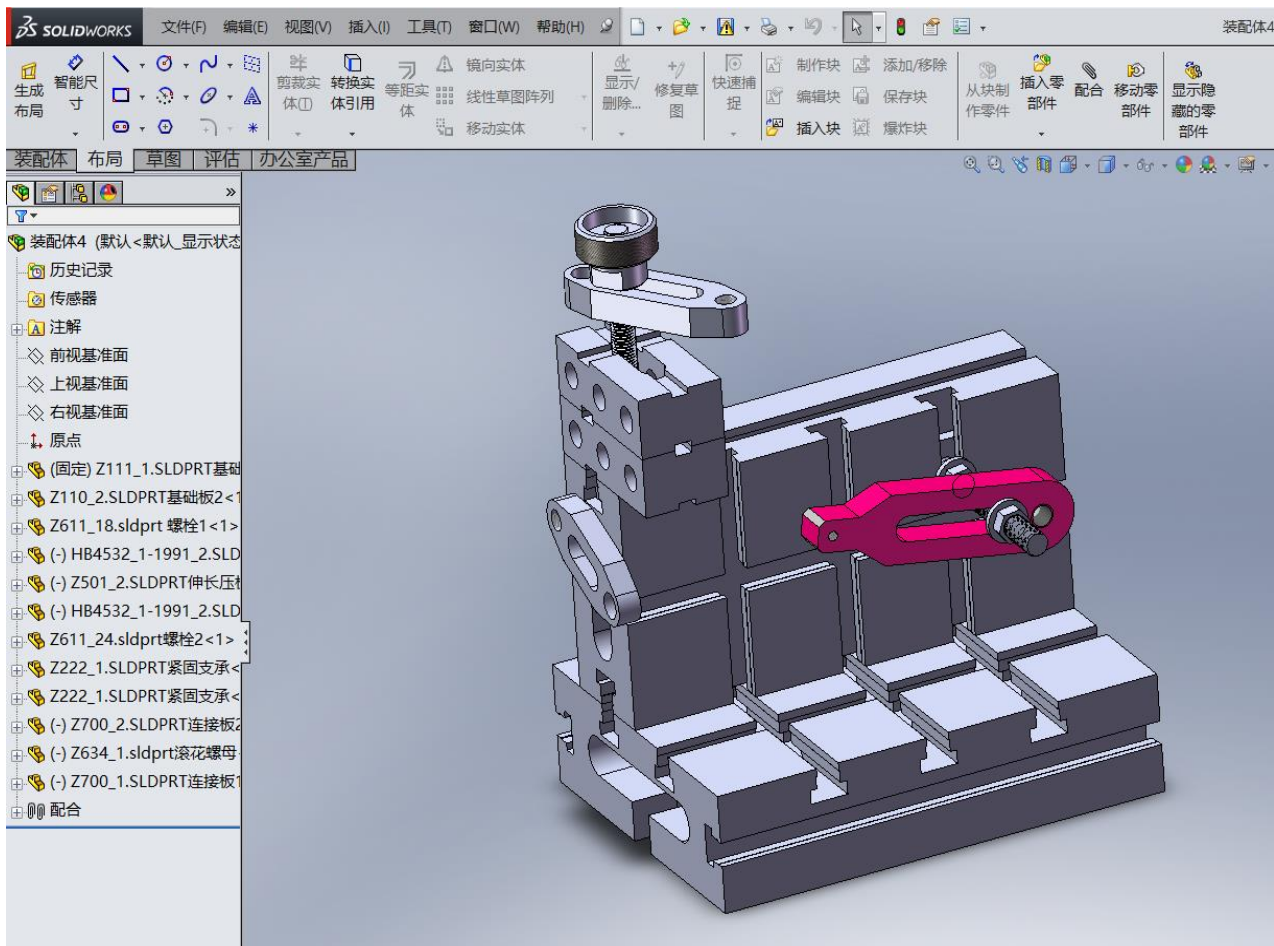 SOLIDWORKS 文件(F) 编辑(E) 视图(V) 插入(I) 工具(T) 窗口(W) 帮助(H) 装配体4
生成布局 智能尺寸 剪裁实体(T) 转换实体引用 等距实体 镜向实体 显示/删除... 修复草图 快速捕捉 制作块 添加/移除 从块制作零件 插入零部件 配合 移动零部件 显示隐藏的零部件
线性草图阵列 编辑块 保存块
移动实体 插入块 爆炸块
装配体 布局 草图 评估 办公室产品
装配体4 (默认<默认_显示状态
历史记录
传感器
注解
前视基准面
上视基准面
右视基准面
原点
(固定) Z111_1.SLDPRT基础
Z110_2.SLDPRT基础板2<1
Z611_18.sldprt 螺栓1<1>
(-) HB4532_1-1991_2.SLD
(-) Z501_2.SLDPRT伸长压板
(-) HB4532_1-1991_2.SLD
Z611_24.sldprt螺栓2<1>
Z222_1.SLDPRT紧固支承<
Z222_1.SLDPRT紧固支承<
(-) Z700_2.SLDPRT连接板2
(-) Z634_1.sldprt滚花螺母
(-) Z700_1.SLDPRT连接板1
配合